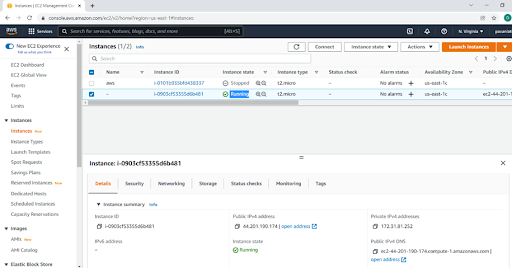 Instances | EC2 Management Co
console.aws.amazon.com/ec2/v2/home?region=us-east-1#Instances:
aws
Services
Search for services, features, blogs, docs, and more
[Alt+S]
N. Virginia
New EC2 Experience
Tell us what you think
EC2 Dashboard
EC2 Global View
Events
Tags
Limits
Instances
Instances New
Instance Types
Launch Templates
Spot Requests
Savings Plans
Reserved Instances New
Dedicated Hosts
Scheduled Instances
Capacity Reservations
Images
AMIs New
AMI Catalog
Elastic Block Store
Instances (1/2) Info
Connect
Instance state
Actions
Launch instances
Search
1
Name Instance ID Instance state Instance type Status check Alarm status Availability Zone Public IPv4 D
aws Stopped t2.micro No alarms + us-east-1c –
– i-0903cf53355d6b481 Running t2.micro No alarms + us-east-1c ec2-44-201-19
Instance: i-0903cf53355d6b481
Details Security Networking Storage Status checks Monitoring Tags
Instance summary Info
Instance ID Public IPv4 address Private IPv4 addresses
i-0903cf53355d6b481 44.201.190.174 | open address 172.31.81.252
IPv6 address Instance state Public IPv4 DNS
– Running ec2-44-201-190-174.compute-1.amazonaws.com |
open address